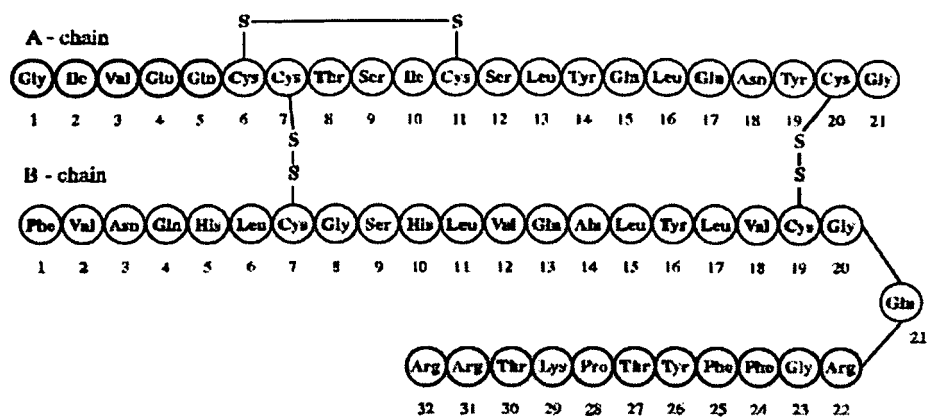 S S
A - chain
Gly Ile Val Glu Gln Cys Cys Thr Ser Ile Cys Ser Leu Tyr Leu Asn Tyr Cys Gly
1 2 3 4 5 6 7 8 9 10 11 12 13 14 15 16 17 18 19 20 21
S S
S S
B - chain
Phe Val Asn Gln His Leu Cys Gly Ser His Leu Val Ala Leu Tyr Leu Val Cys Gly
1 2 3 4 5 6 7 8 9 10 11 12 13 14 15 16 17 18 19 20
21
Arg Arg Thr Lys Pro Thr Tyr Phe Phe Gly Arg
32 31 30 29 28 27 26 25 24 23 22